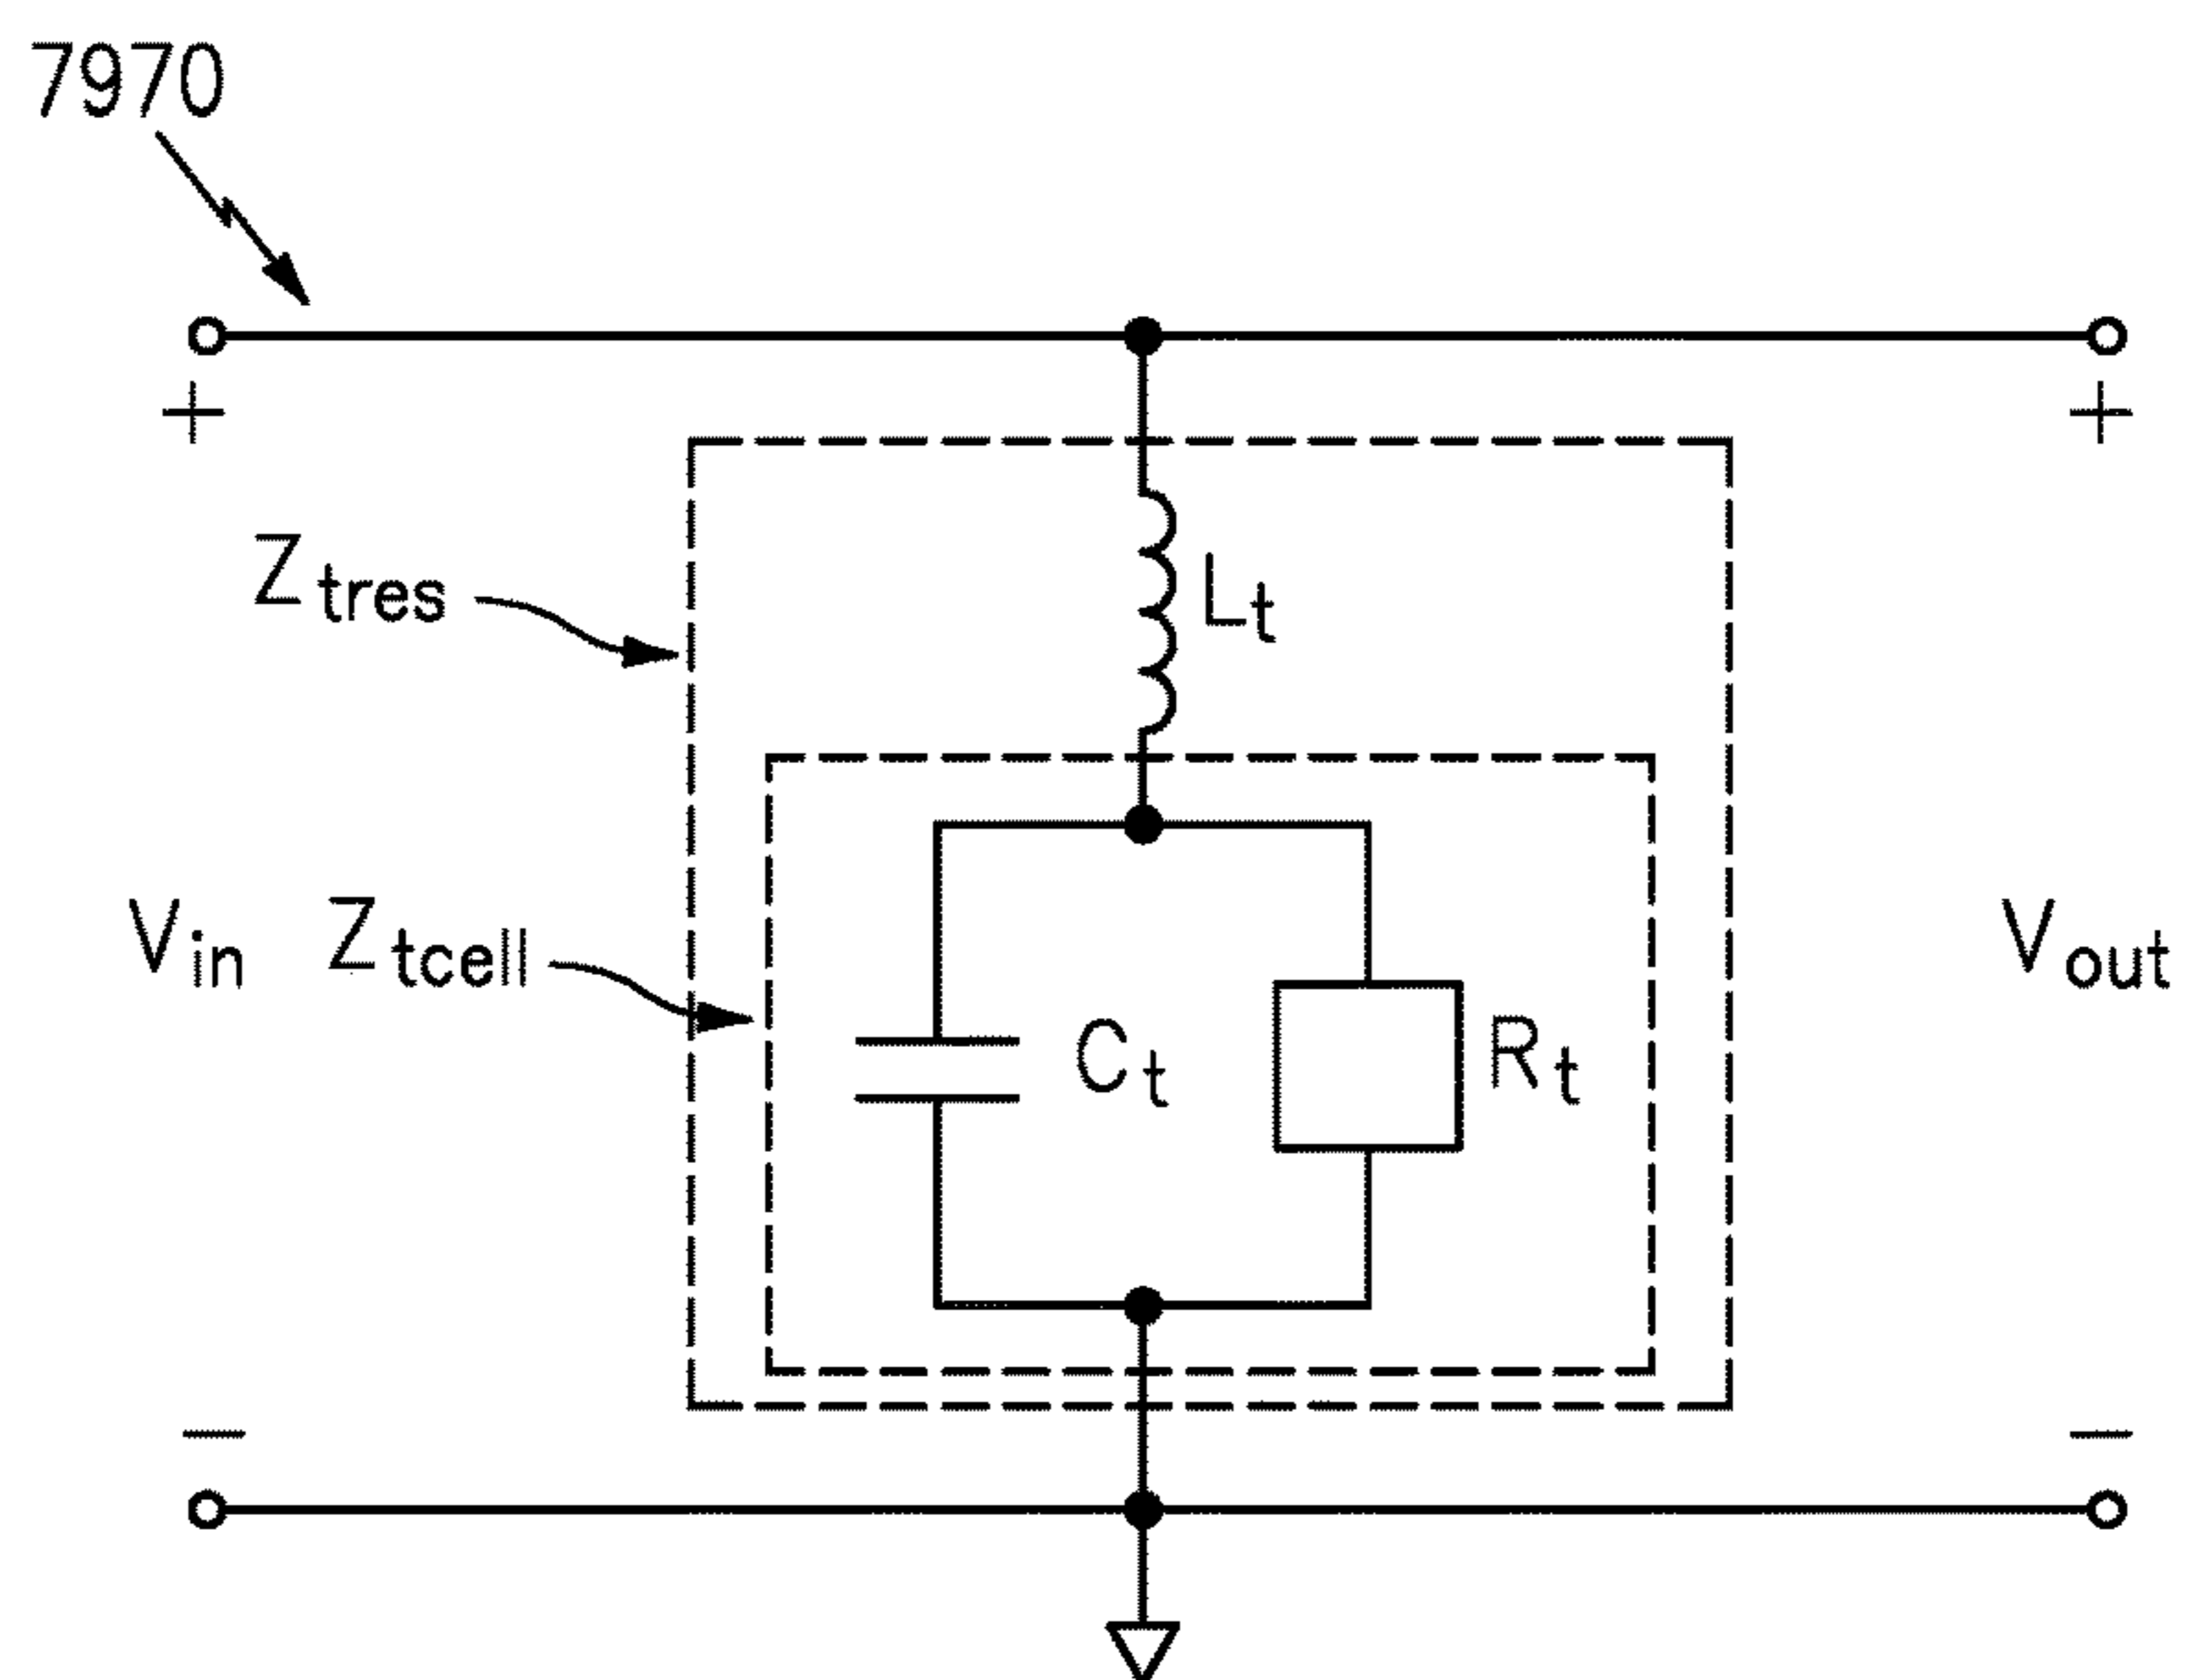 7970
+ +
Ztres
Lt
Vin Ztcell Vout
Ct Rt
− −